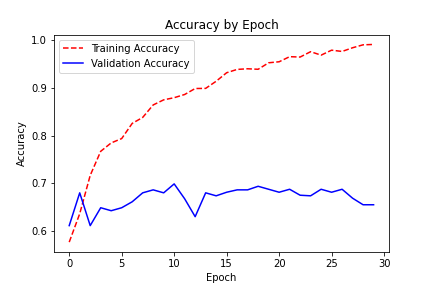 Accuracy by Epoch
Training Accuracy
Validation Accuracy
Accuracy
1.0
0.9
0.8
0.7
0.6
0 5 10 15 20 25 30
Epoch